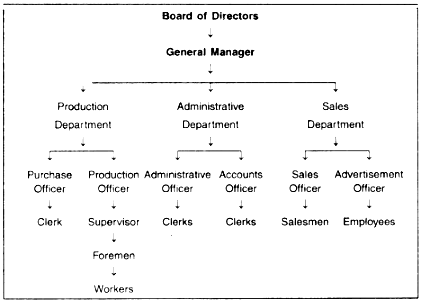 Board of Directors
General Manager
Production Administrative Sales
Department Department Department
Purchase Production Administrative Accounts Sales Advertisement
Officer Officer Officer Officer Officer Officer
Clerk Supervisor Clerks Clerks Salesmen Employees
Foremen
Workers